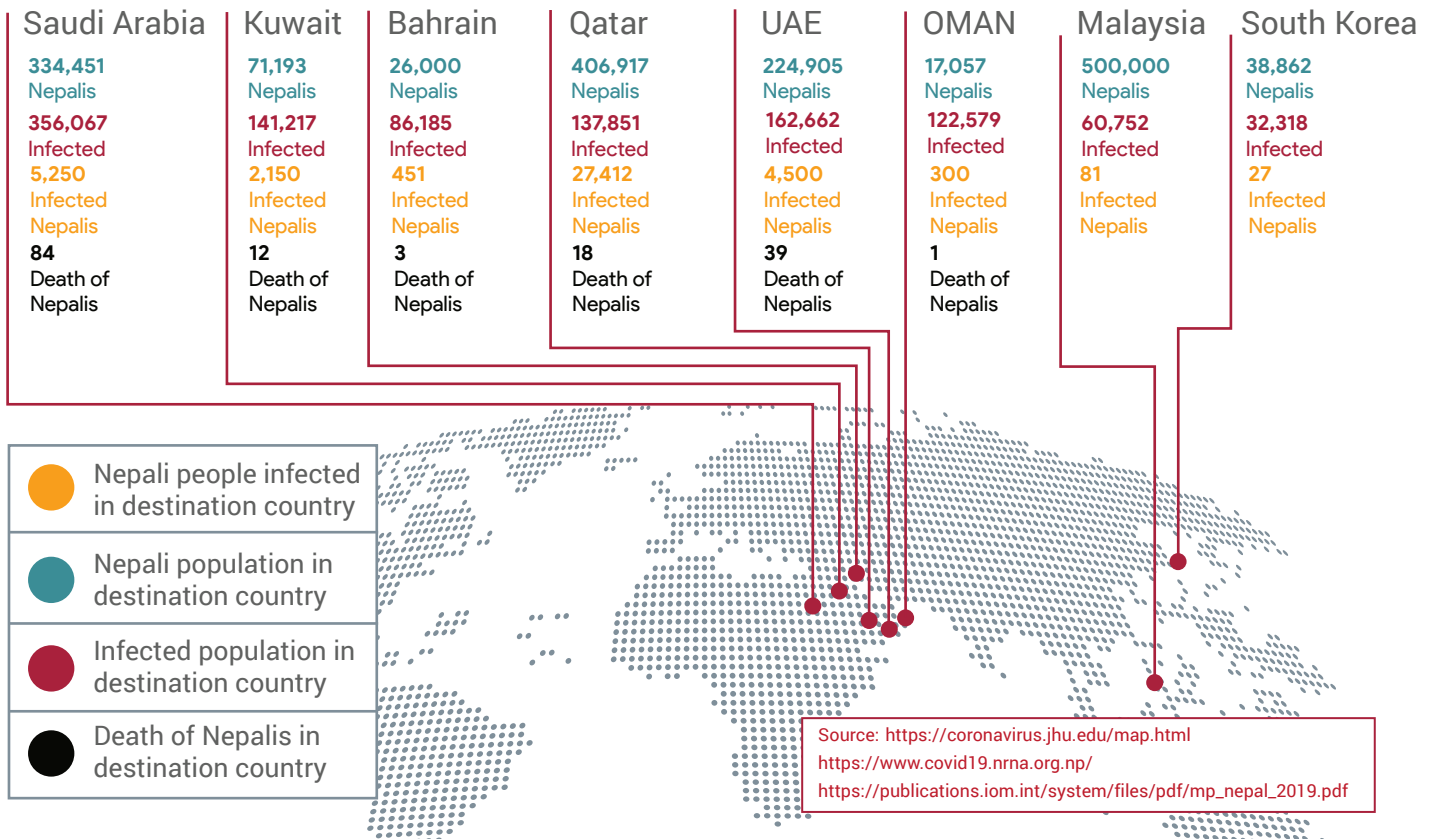 Saudi Arabia
334,451
Nepalis
356,067
Infected
5,250
Infected
Nepalis
84
Death of
Nepalis
Kuwait
71,193
Nepalis
141,217
Infected
2,150
Infected
Nepalis
12
Death of
Nepalis
Bahrain
26,000
Nepalis
86,185
Infected
451
Infected
Nepalis
3
Death of
Nepalis
Qatar
406,917
Nepalis
137,851
Infected
27,412
Infected
Nepalis
18
Death of
Nepalis
UAE
224,905
Nepalis
162,662
Infected
4,500
Infected
Nepalis
39
Death of
Nepalis
OMAN
17,057
Nepalis
122,579
Infected
300
Infected
Nepalis
1
Death of
Nepalis
Malaysia
500,000
Nepalis
60,752
Infected
81
Infected
Nepalis
South Korea
38,862
Nepalis
32,318
Infected
27
Infected
Nepalis
Nepali people infected
in destination country
Nepali population in
destination country
Infected population in
destination country
Death of Nepalis in
destination country
Source: https://coronavirus.jhu.edu/map.html
https://www.covid19.nrna.org.np/
https://publications.iom.int/system/files/pdf/mp_nepal_2019.pdf